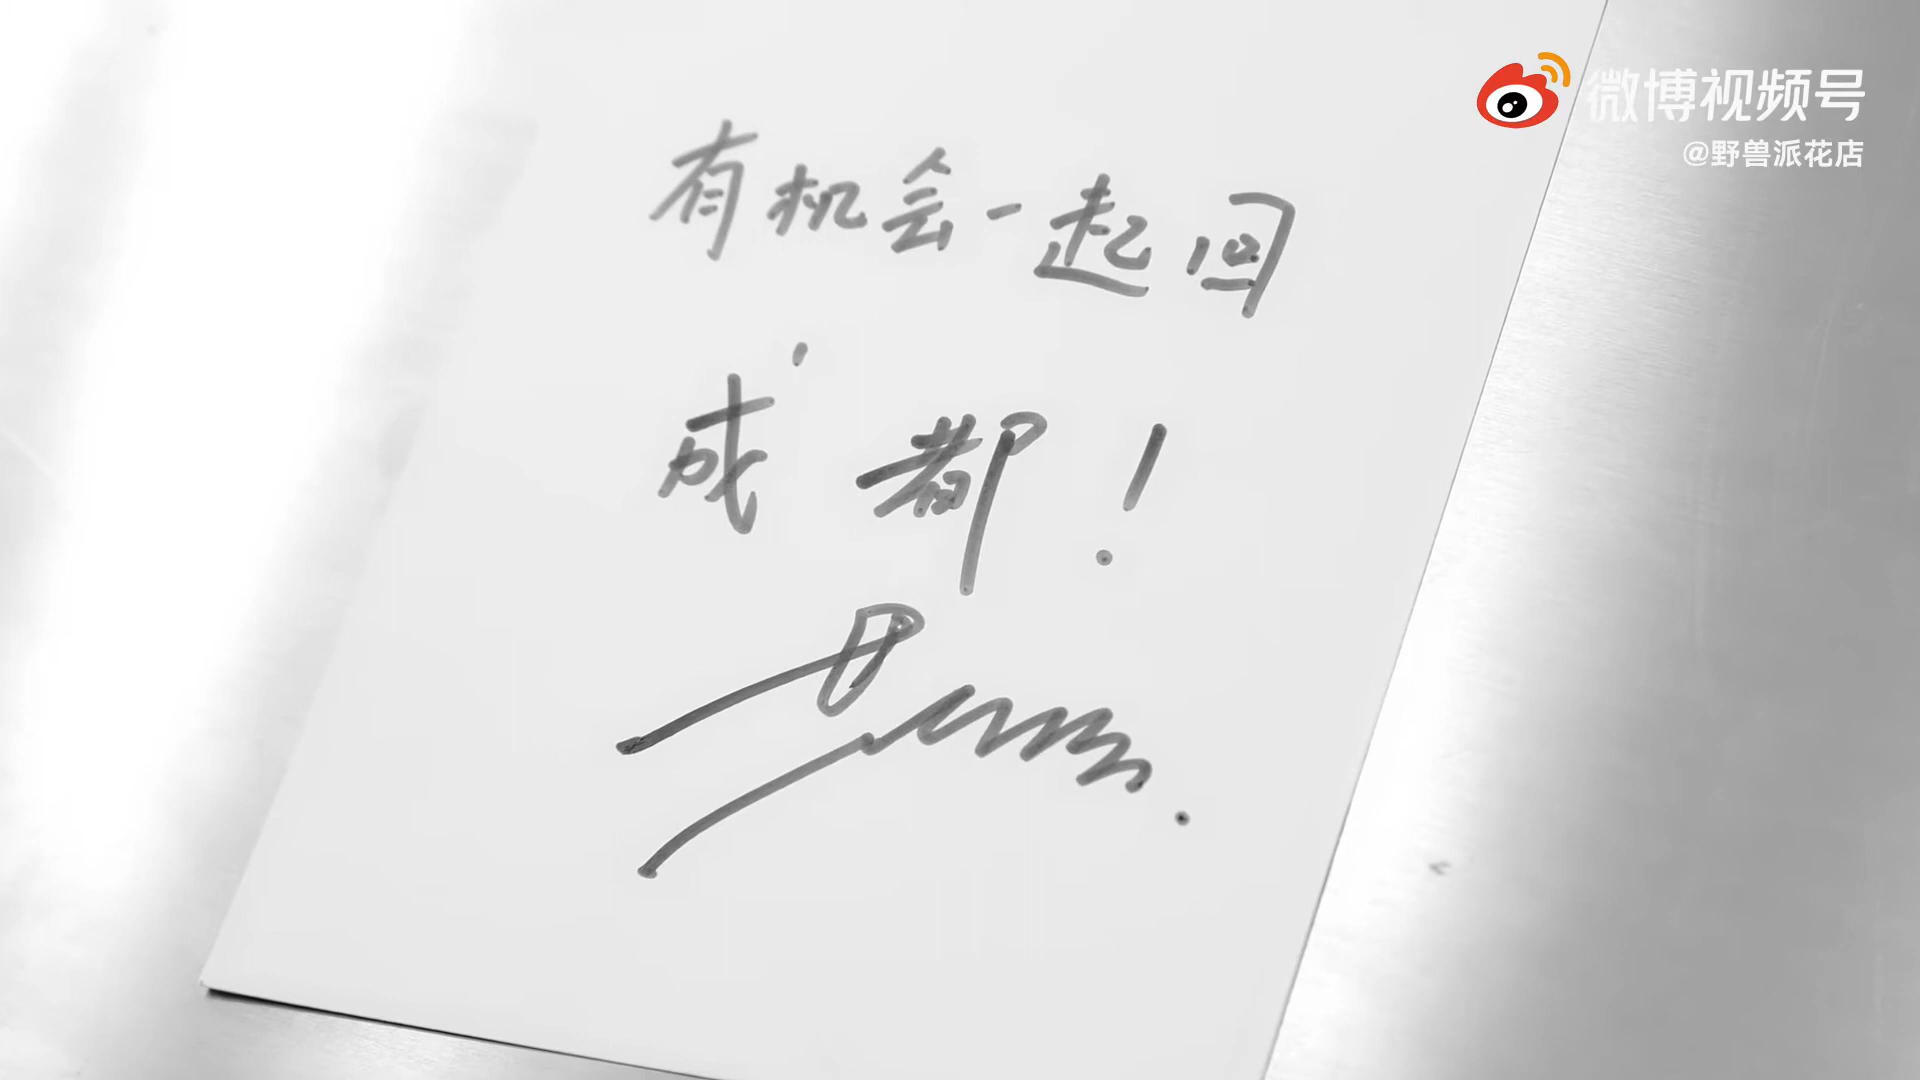 微博视频号
@野兽派花店
有机会一起回
成都！